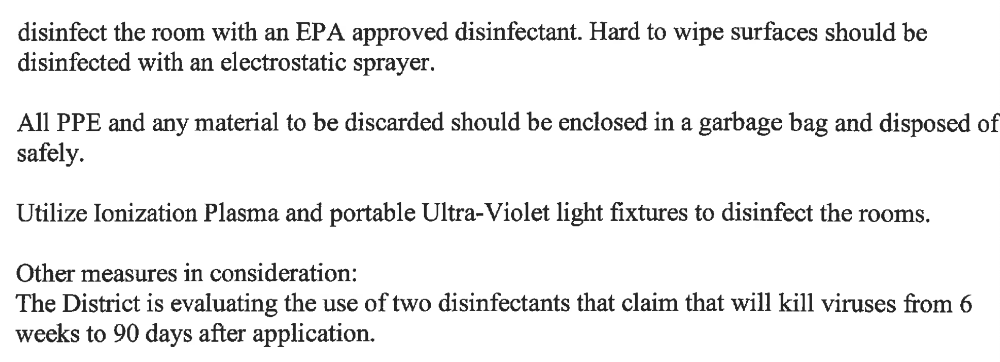 disinfect the room with an EPA approved disinfectant. Hard to wipe surfaces should be
disinfected with an electrostatic sprayer.
All PPE and any material to be discarded should be enclosed in a garbage bag and disposed of
safely.
Utilize Ionization Plasma and portable Ultra-Violet light fixtures to disinfect the rooms.
Other measures in consideration:
The District is evaluating the use of two disinfectants that claim that will kill viruses from 6
weeks to 90 days after application.